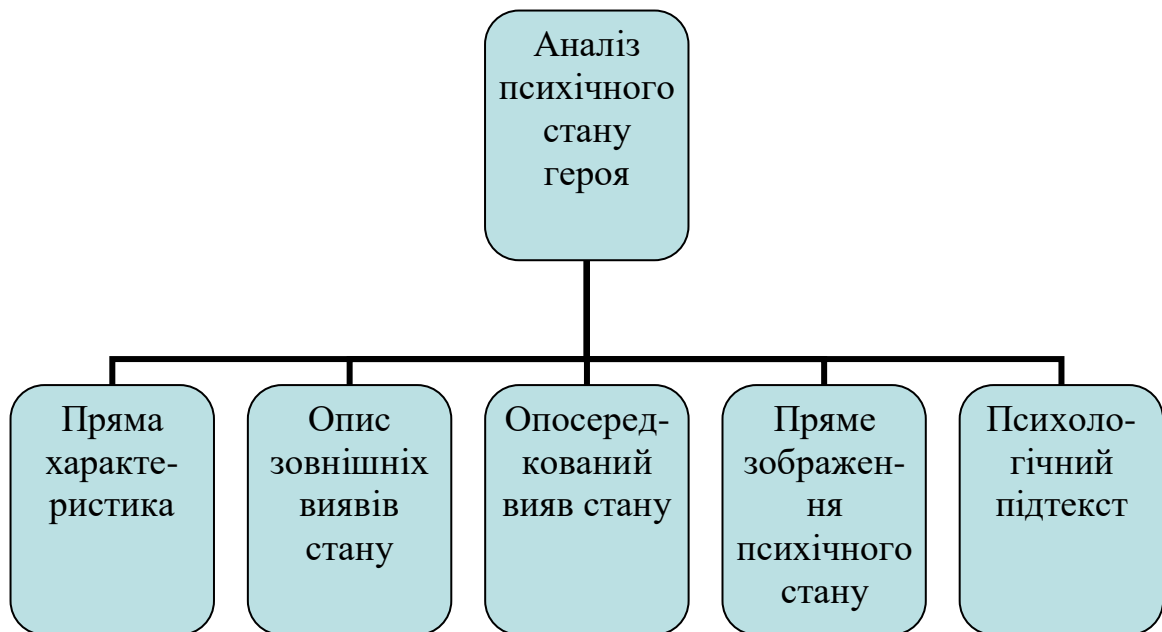 Аналіз
психічного
стану
героя
Пряма
характе-
ристика
Опис
зовнішніх
виявів
стану
Опосеред-
кований
вияв стану
Пряме
зображен-
ня
психічного
стану
Психоло-
гічний
підтекст